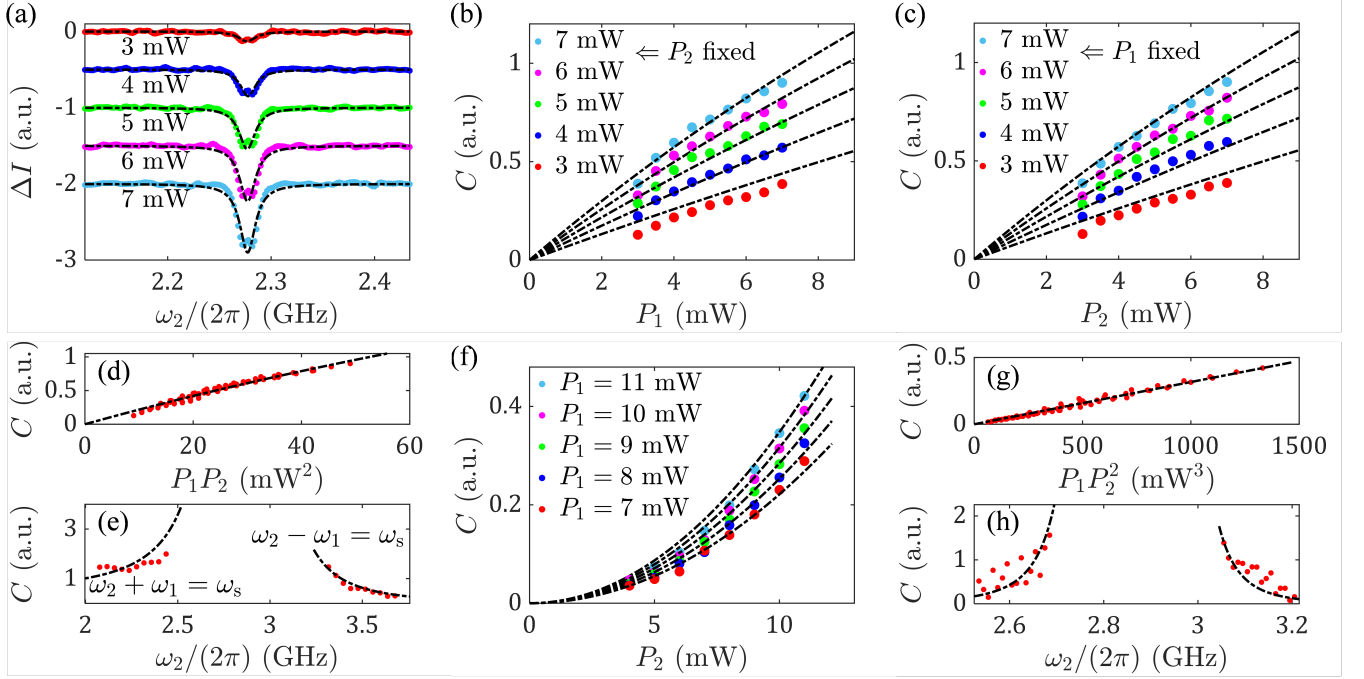 (a)
0
-1
-2
-3
ΔI (a.u.)
3 mW
4 mW
5 mW
6 mW
7 mW
2.2
2.3
2.4
ω₂/(2π) (GHz)
(b)
1
0.5
0
C (a.u.)
7 mW
6 mW
5 mW
4 mW
3 mW
⇐ P₂ fixed
0
2
4
6
8
P₁ (mW)
(c)
1
0.5
0
C (a.u.)
7 mW
6 mW
5 mW
4 mW
3 mW
⇐ P₁ fixed
0
2
4
6
8
P₂ (mW)
(d)
1
0.5
0
C (a.u.)
0
20
40
60
P₁P₂ (mW²)
(e)
3
1
C (a.u.)
ω₂ − ω₁ = ωₛ
ω₂ + ω₁ = ωₛ
2
2.5
3
3.5
ω₂/(2π) (GHz)
(f)
0.4
0.2
0
C (a.u.)
P₁ = 11 mW
P₁ = 10 mW
P₁ = 9 mW
P₁ = 8 mW
P₁ = 7 mW
0
5
10
P₂ (mW)
(g)
0.5
0
C (a.u.)
0
500
1000
1500
P₁P₂² (mW³)
(h)
2
1
0
C (a.u.)
2.6
2.8
3
3.2
ω₂/(2π) (GHz)